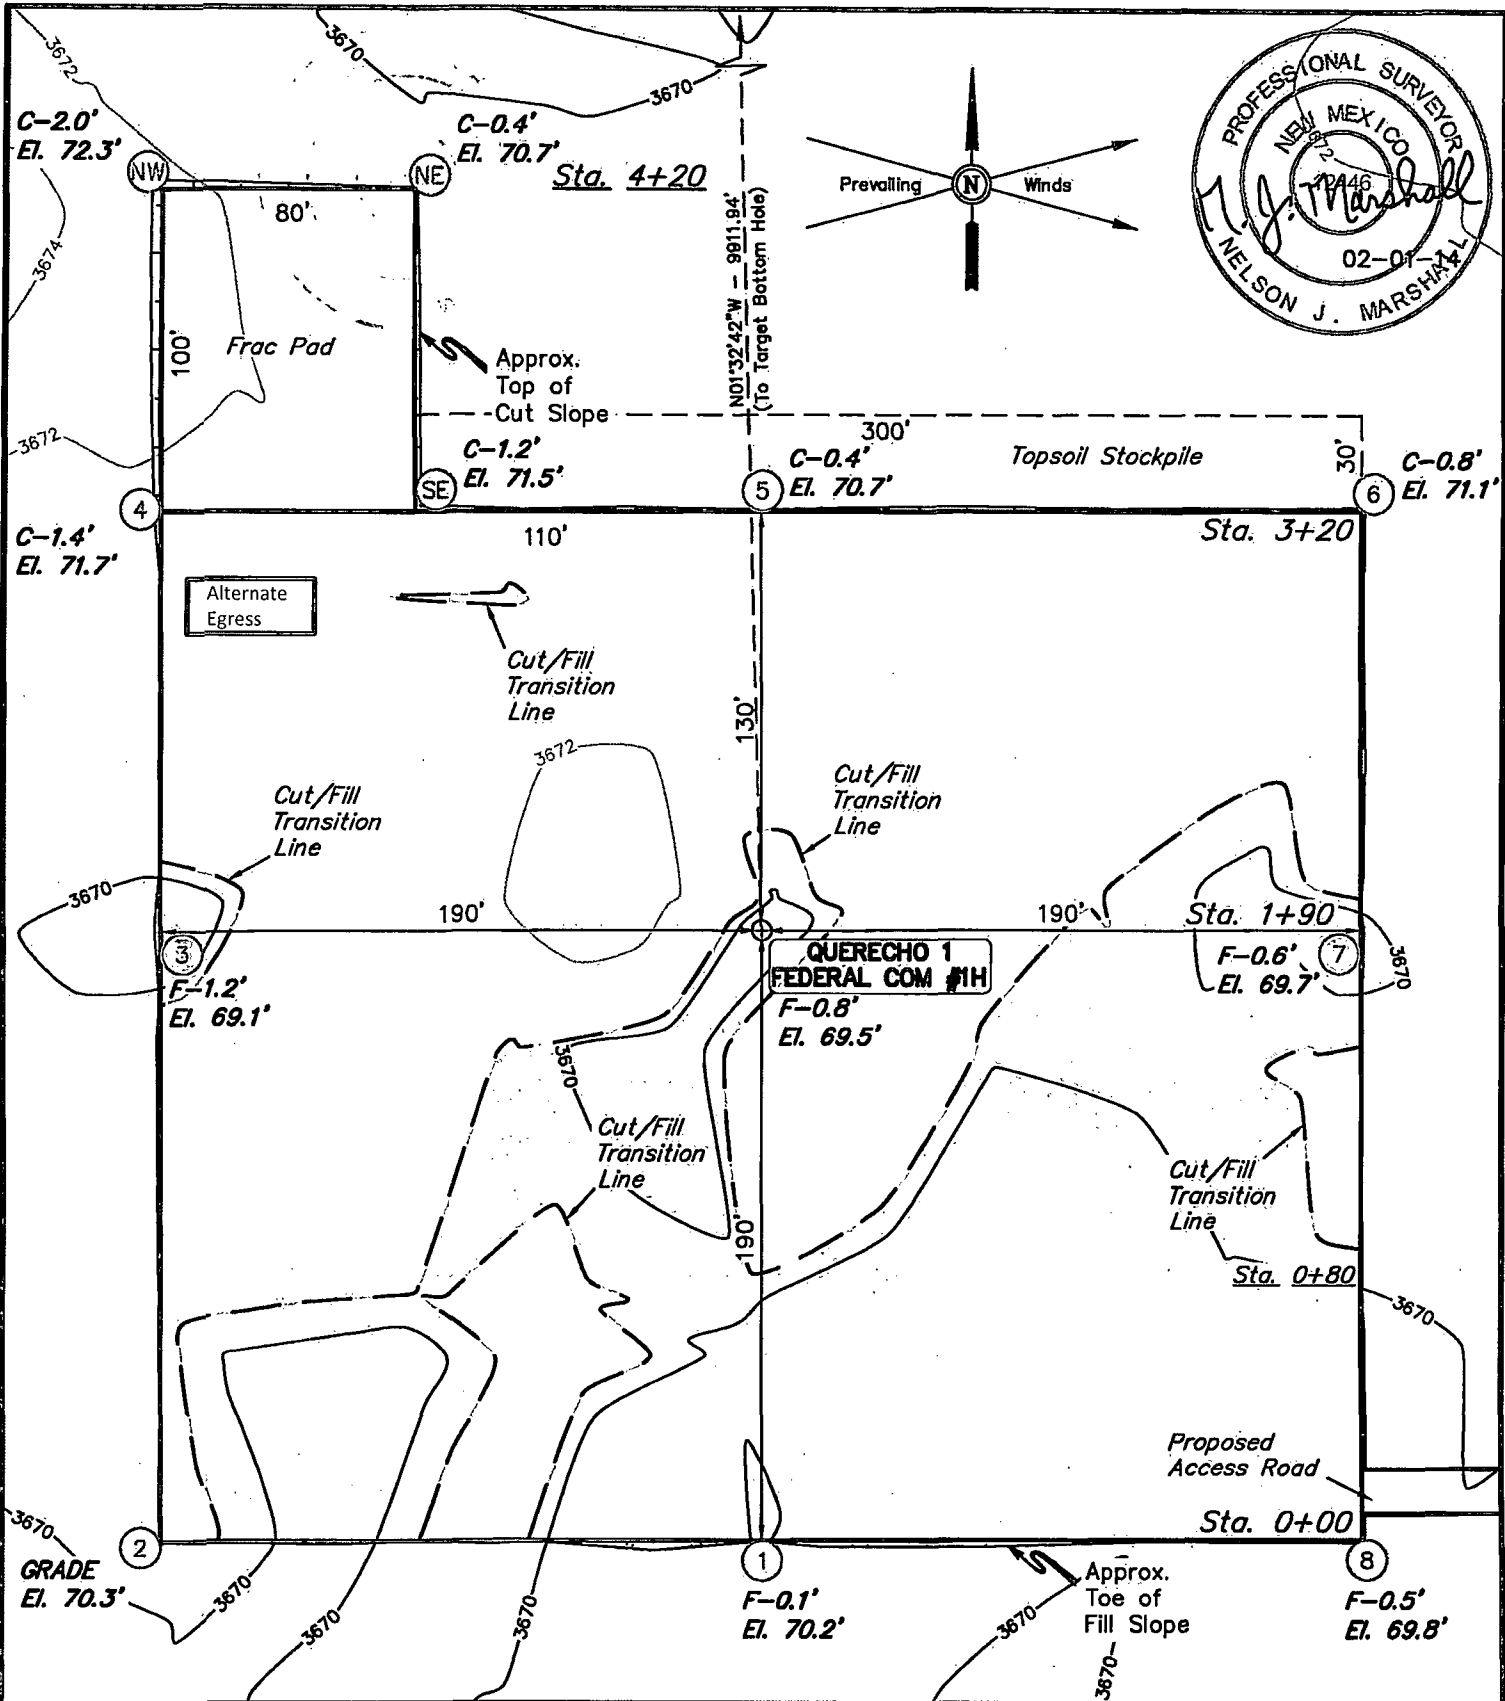 3672
3670
3670
PROFESSIONAL SURVEYOR
NEW MEXICO
3672
N. J. Marshall
02-01-14
NELSON J. MARSHALL
C-2.0'
El. 72.3'
NW
C-0.4'
El. 70.7'
NE
Sta. 4+20
80'
Prevailing
N
Winds
3674
100'
Frac Pad
Approx.
Top of
Cut Slope
N01°32'42"W - 9911.94'
(To Target Bottom Hole)
3672
C-1.2'
El. 71.5'
SE
300'
Topsoil Stockpile
30'
C-0.4'
El. 70.7'
5
C-0.8'
El. 71.1'
6
4
C-1.4'
El. 71.7'
110'
Sta. 3+20
Alternate
Egress
Cut/Fill
Transition
Line
130'
3672
Cut/Fill
Transition
Line
Cut/Fill
Transition
Line
3670
190'
190'
Sta. 1+90
3
F-1.2'
El. 69.1'
QUERECHO 1
FEDERAL COM #1H
F-0.8'
El. 69.5'
F-0.6'
El. 69.7'
7
3670
3670
Cut/Fill
Transition
Line
Cut/Fill
Transition
Line
190'
Sta. 0+80
3670
Proposed
Access Road
Sta. 0+00
3670
2
GRADE
El. 70.3'
3670
3670
3670
1
F-0.1'
El. 70.2'
3670
Approx.
Toe of
Fill Slope
3670
8
F-0.5'
El. 69.8'